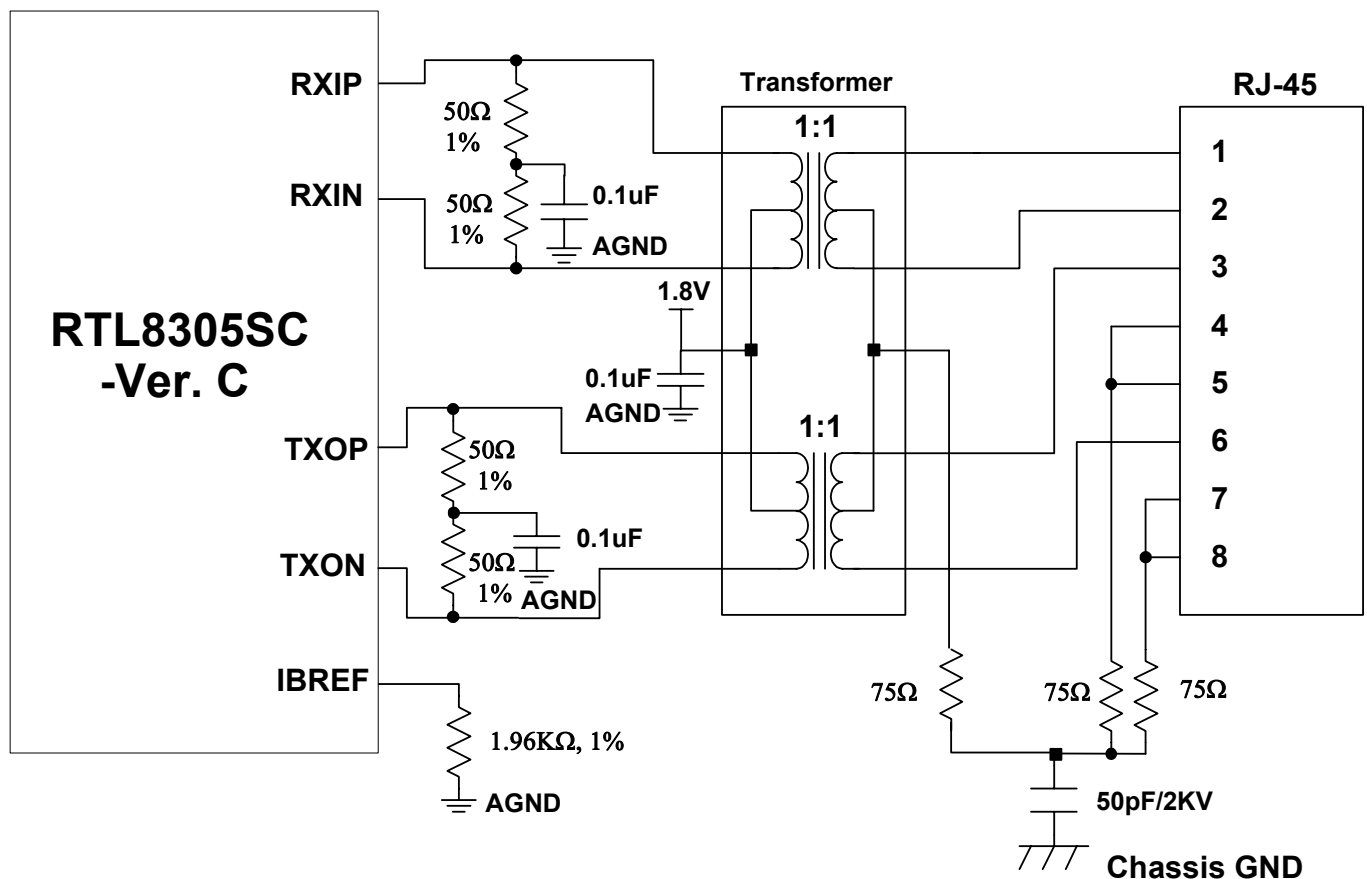 RTL8305SC
-Ver. C
RXIP
RXIN
TXOP
TXON
IBREF
50Ω
1%
50Ω
1%
0.1uF
AGND
1.8V
0.1uF
AGND
50Ω
1%
50Ω
1%
0.1uF
AGND
1.96KΩ, 1%
AGND
Transformer
1:1
1:1
RJ-45
1
2
3
4
5
6
7
8
75Ω
75Ω
75Ω
50pF/2KV
Chassis GND